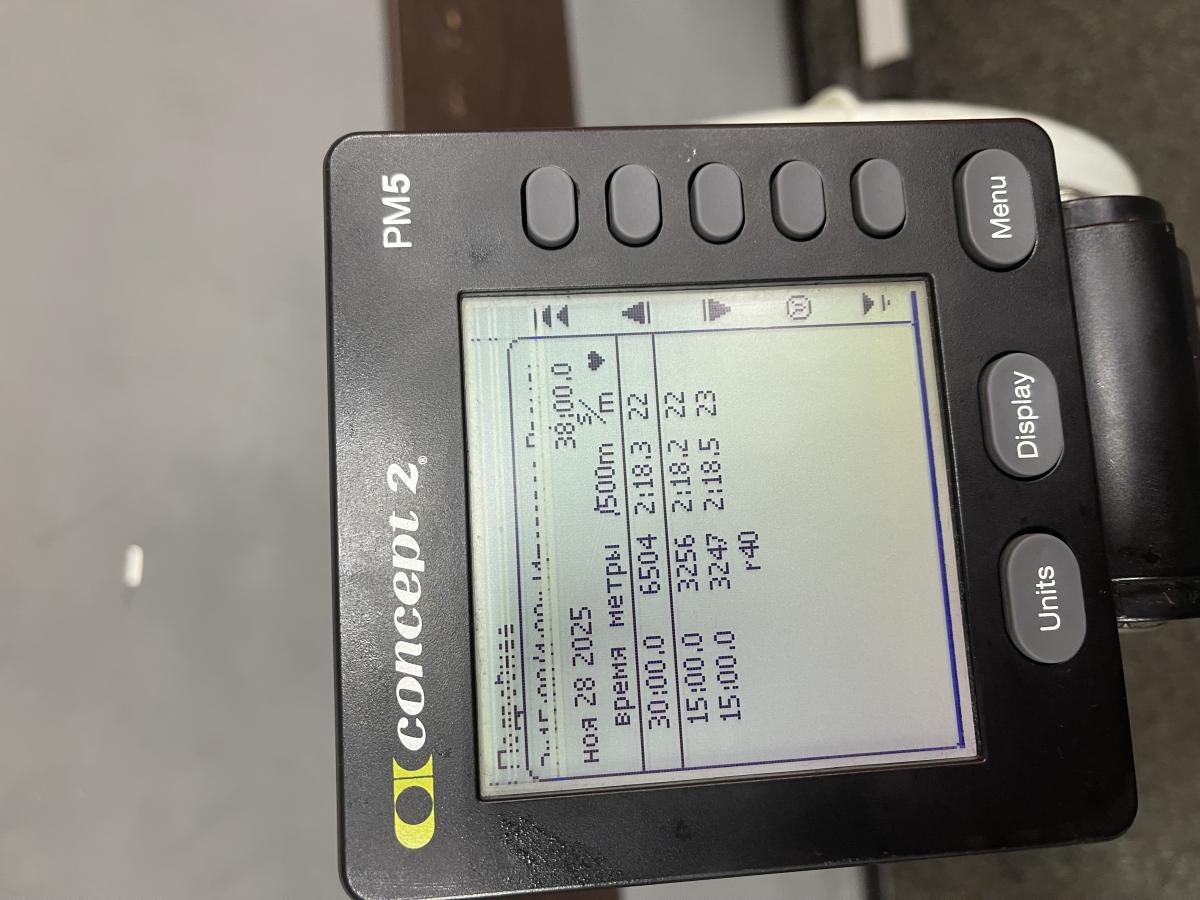 concept 2® PM5
ноя 28 2025 38:00.0
время метры /500m s/m
30:00.0 6504 2:18.3 22
15:00.0 3256 2:18.2 22
15:00.0 3247 2:18.5 23
r40
Units Display Menu